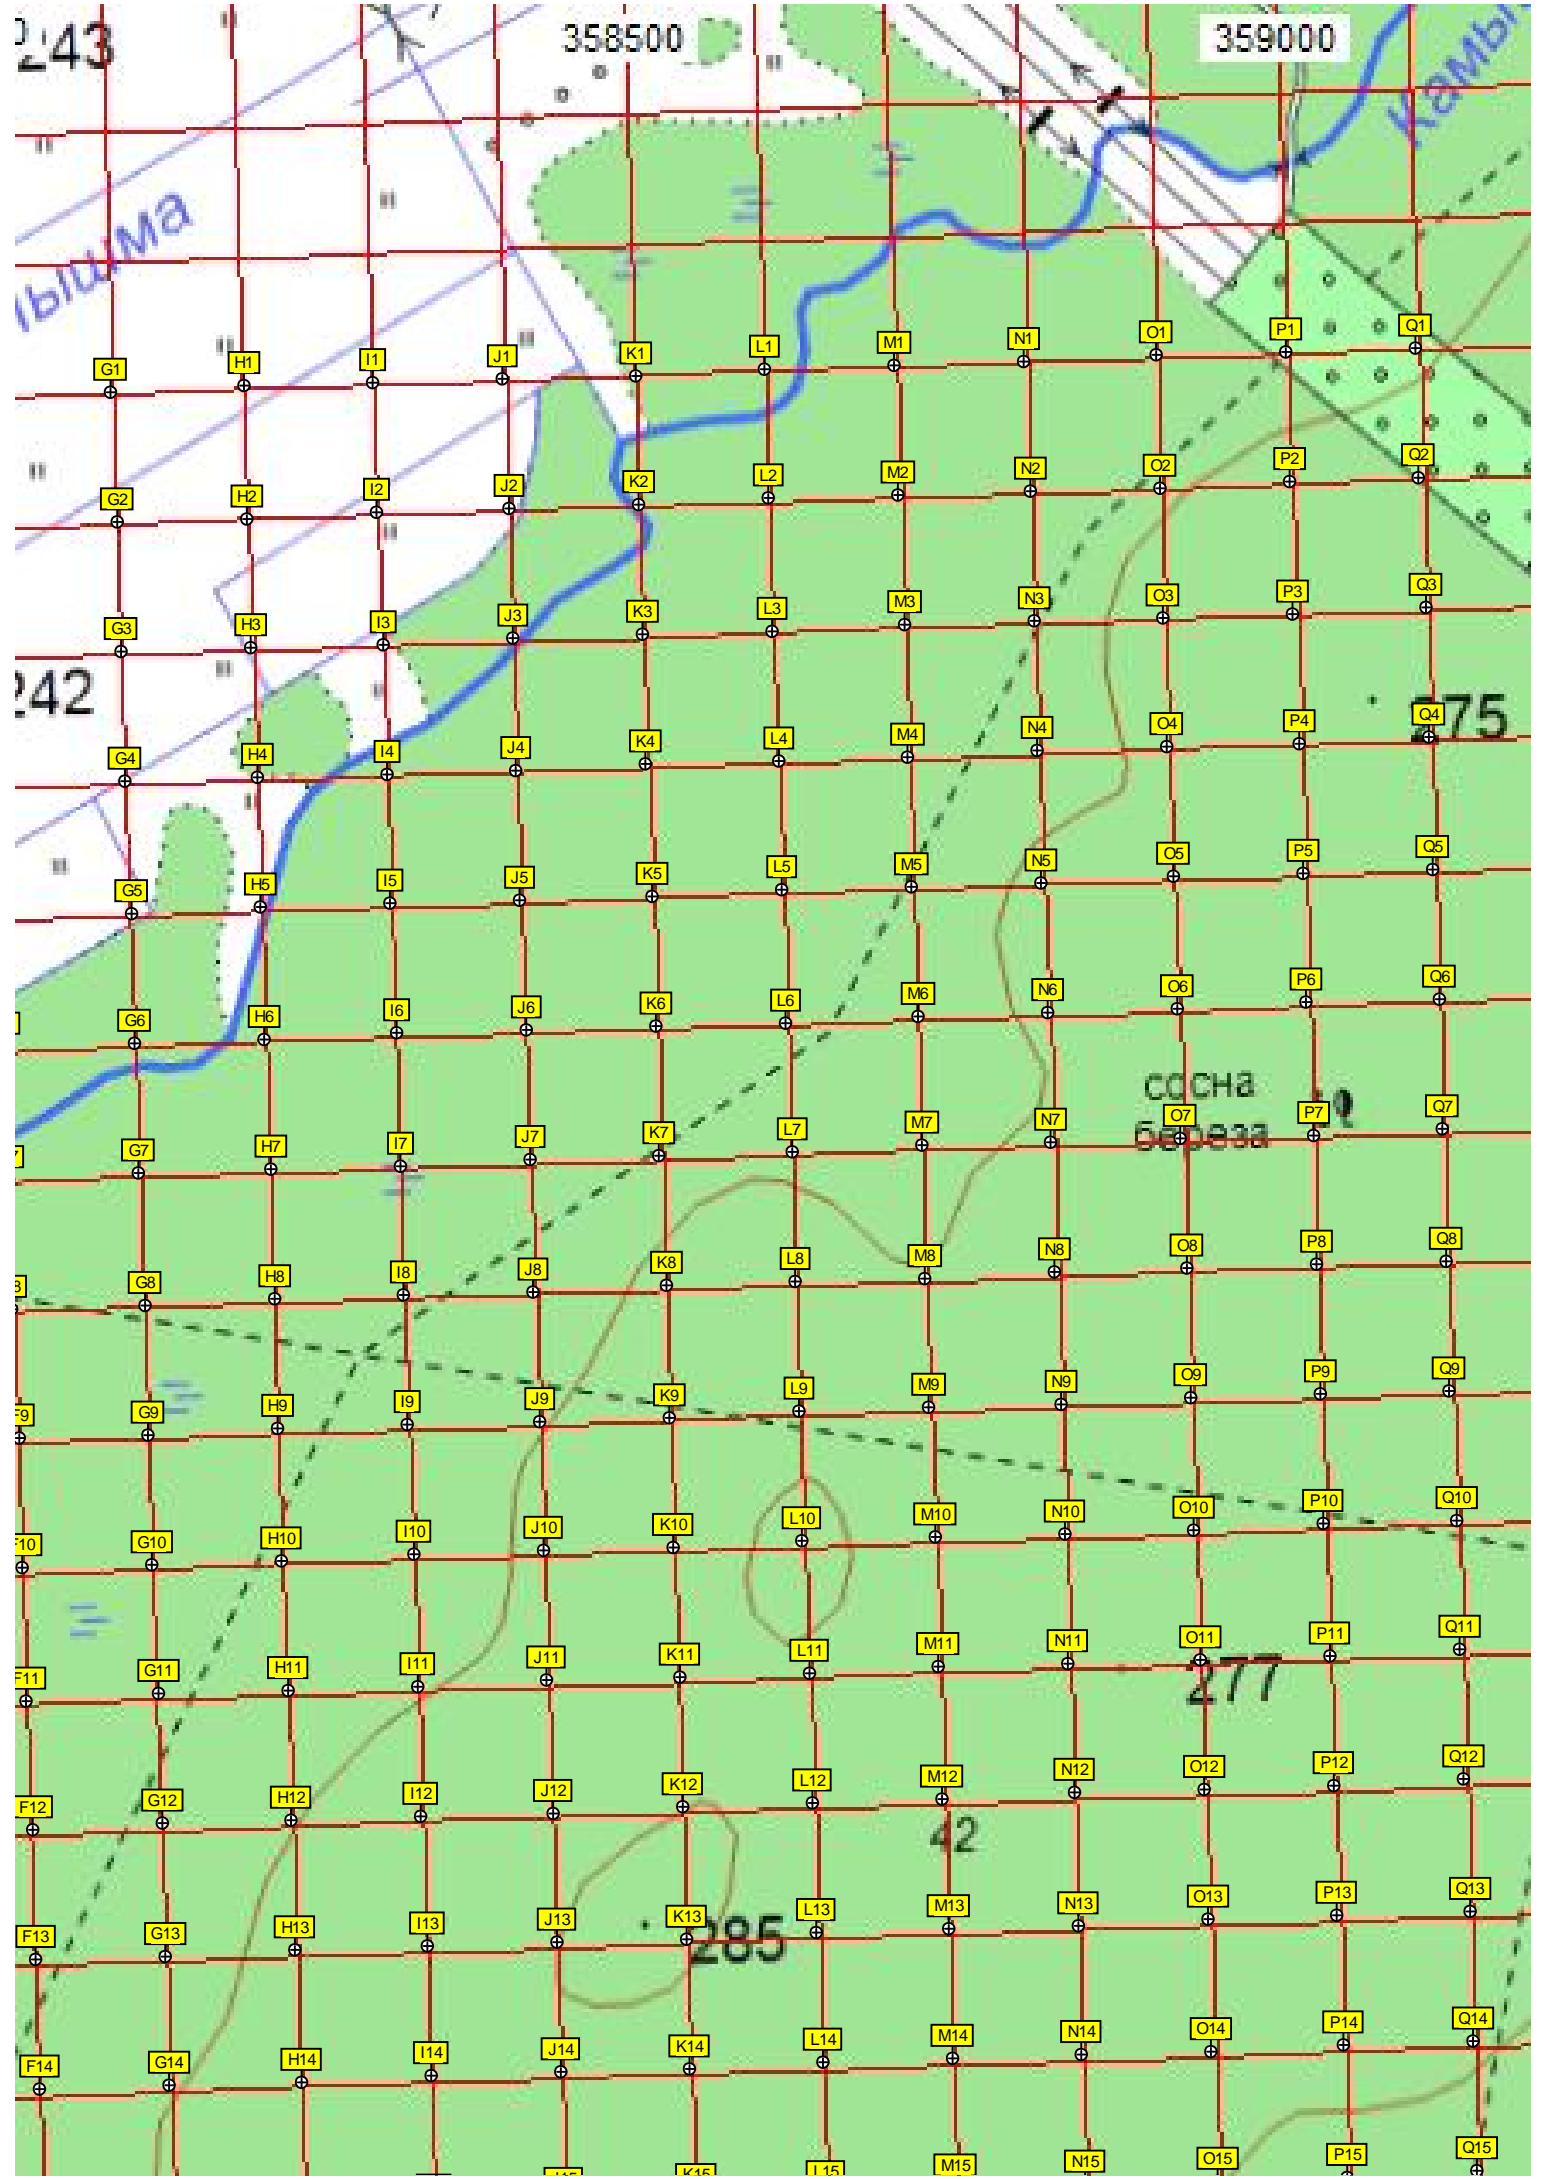 243
358500
359000
Камы
ышма
G1 H1 I1 J1 K1 L1 M1 N1 O1 P1 Q1
G2 H2 I2 J2 K2 L2 M2 N2 O2 P2 Q2
G3 H3 I3 J3 K3 L3 M3 N3 O3 P3 Q3
242
275
G4 H4 I4 J4 K4 L4 M4 N4 O4 P4 Q4
G5 H5 I5 J5 K5 L5 M5 N5 O5 P5 Q5
G6 H6 I6 J6 K6 L6 M6 N6 O6 P6 Q6
сосна
береза
G7 H7 I7 J7 K7 L7 M7 N7 O7 P7 Q7
8 G8 H8 I8 J8 K8 L8 M8 N8 O8 P8 Q8
F9 G9 H9 I9 J9 K9 L9 M9 N9 O9 P9 Q9
F10 G10 H10 I10 J10 K10 L10 M10 N10 O10 P10 Q10
F11 G11 H11 I11 J11 K11 L11 M11 N11 O11 P11 Q11
277
F12 G12 H12 I12 J12 K12 L12 M12 N12 O12 P12 Q12
42
F13 G13 H13 I13 J13 K13 L13 M13 N13 O13 P13 Q13
285
F14 G14 H14 I14 J14 K14 L14 M14 N14 O14 P14 Q14
J15 K15 L15 M15 N15 O15 P15 Q15